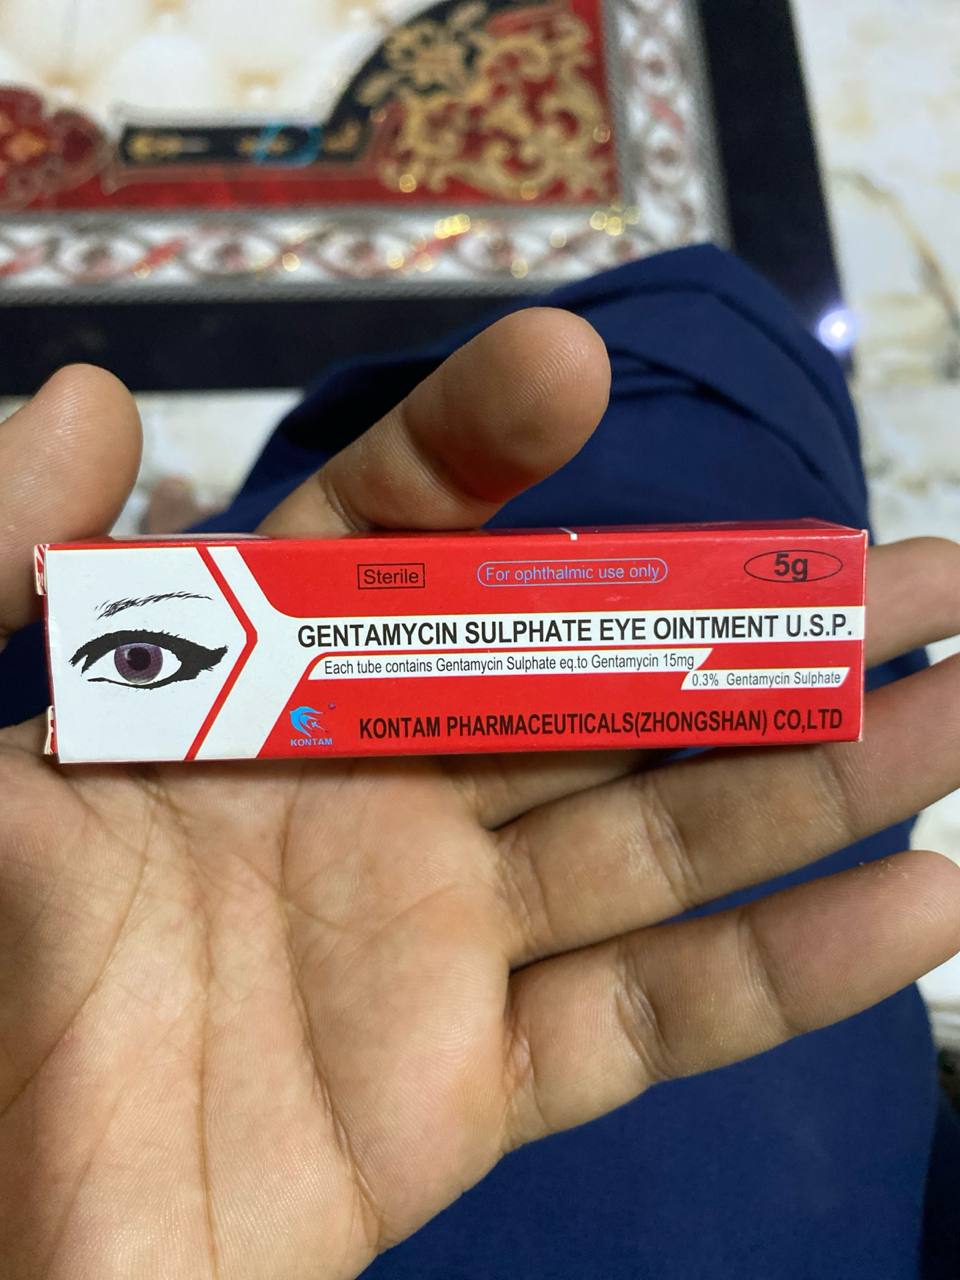 Sterile
For ophthalmic use only
5g
GENTAMYCIN SULPHATE EYE OINTMENT U.S.P.
Each tube contains Gentamycin Sulphate eq.to Gentamycin 15mg
0.3% Gentamycin Sulphate
KONTAM
KONTAM PHARMACEUTICALS(ZHONGSHAN) CO,LTD